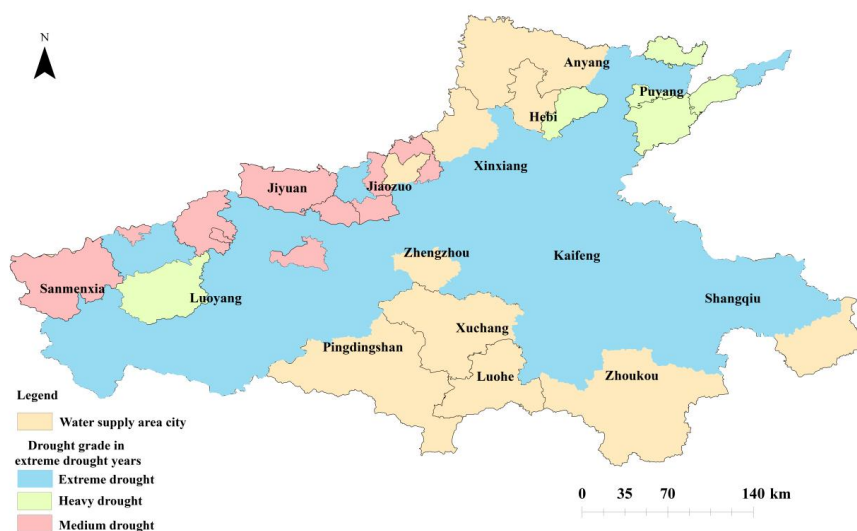 N
Anyang
Puyang
Hebi
Xinxiang
Jiaozuo
Jiyuan
Zhengzhou
Kaifeng
Sanmenxia
Luoyang
Shangqiu
Xuchang
Pingdingshan
Luohe
Zhoukou
Legend
Water supply area city
Drought grade in
extreme drought years
Extreme drought
Heavy drought
Medium drought
0 35 70 140 km